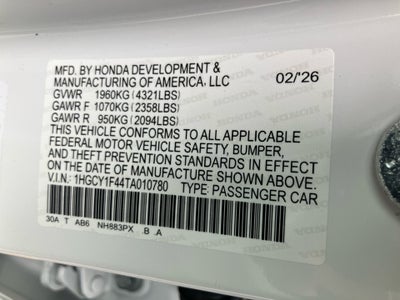 MFD. BY HONDA DEVELOPMENT &
MANUFACTURING OF AMERICA, LLC 02/'26
GVWR 1960KG (4321LBS)
GAWR F 1070KG (2358LBS)
GAWR R 950KG (2094LBS)
THIS VEHICLE CONFORMS TO ALL APPLICABLE
FEDERAL MOTOR VEHICLE SAFETY, BUMPER,
AND THEFT PREVENTION STANDARDS IN EFFECT
ON THE DATE OF MANUFACTURE SHOWN ABOVE.
V.I.N.: 1HGCY1F44TA010780 TYPE: PASSENGER CAR
30A T AB6 NH883PX .B .A